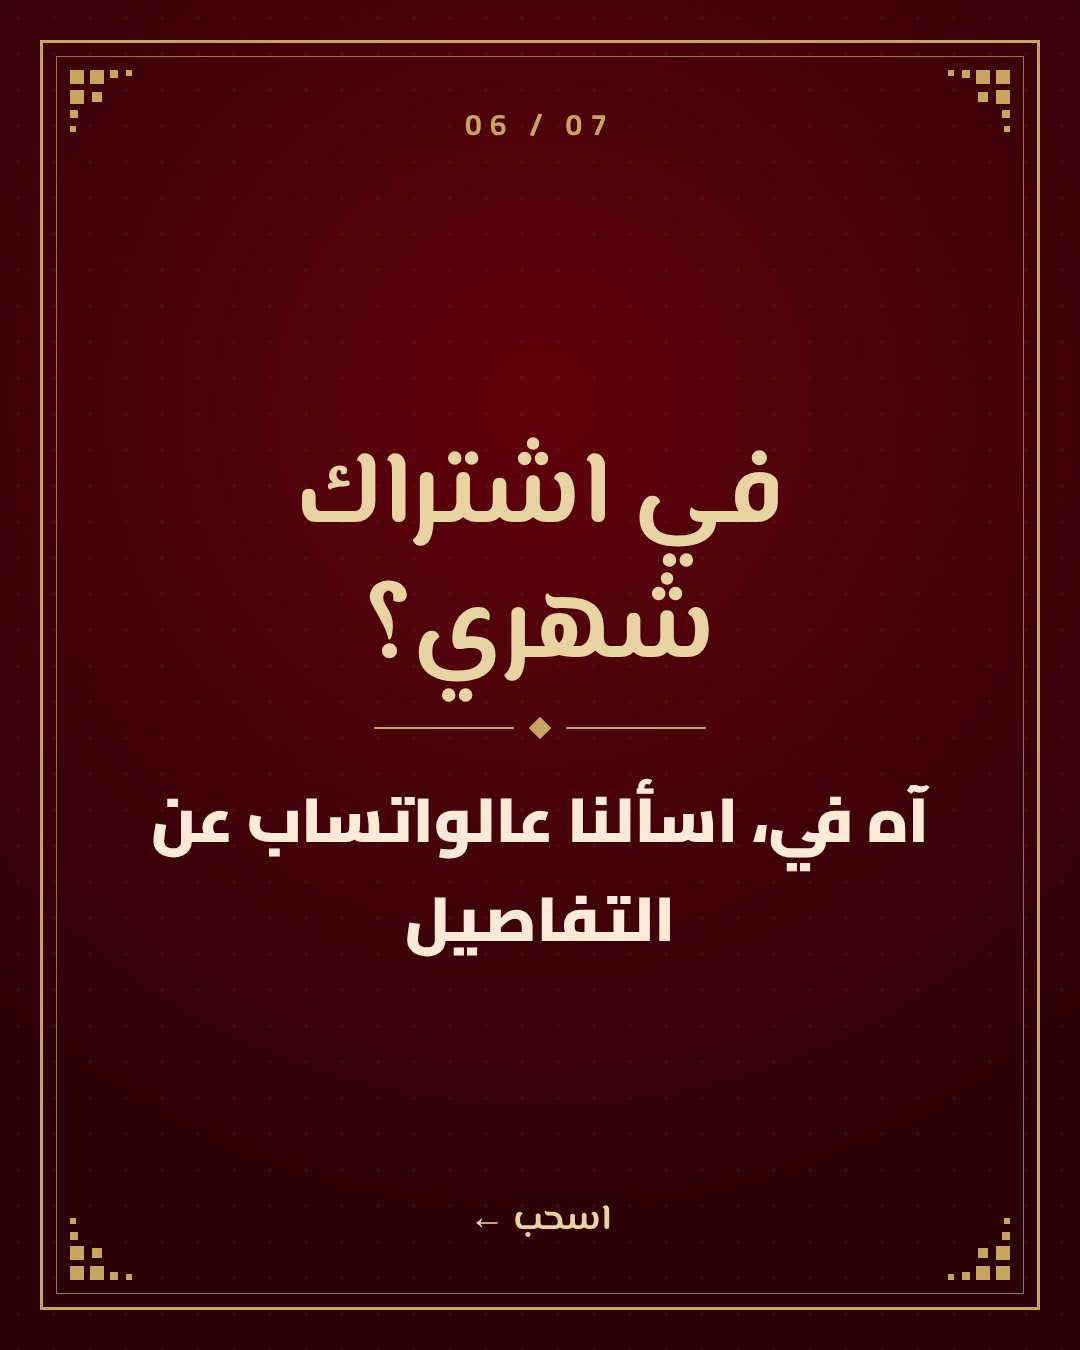 06 / 07
في اشتراك
شهري؟
آه في، اسألنا عالواتساب عن
التفاصيل
اسحب ←